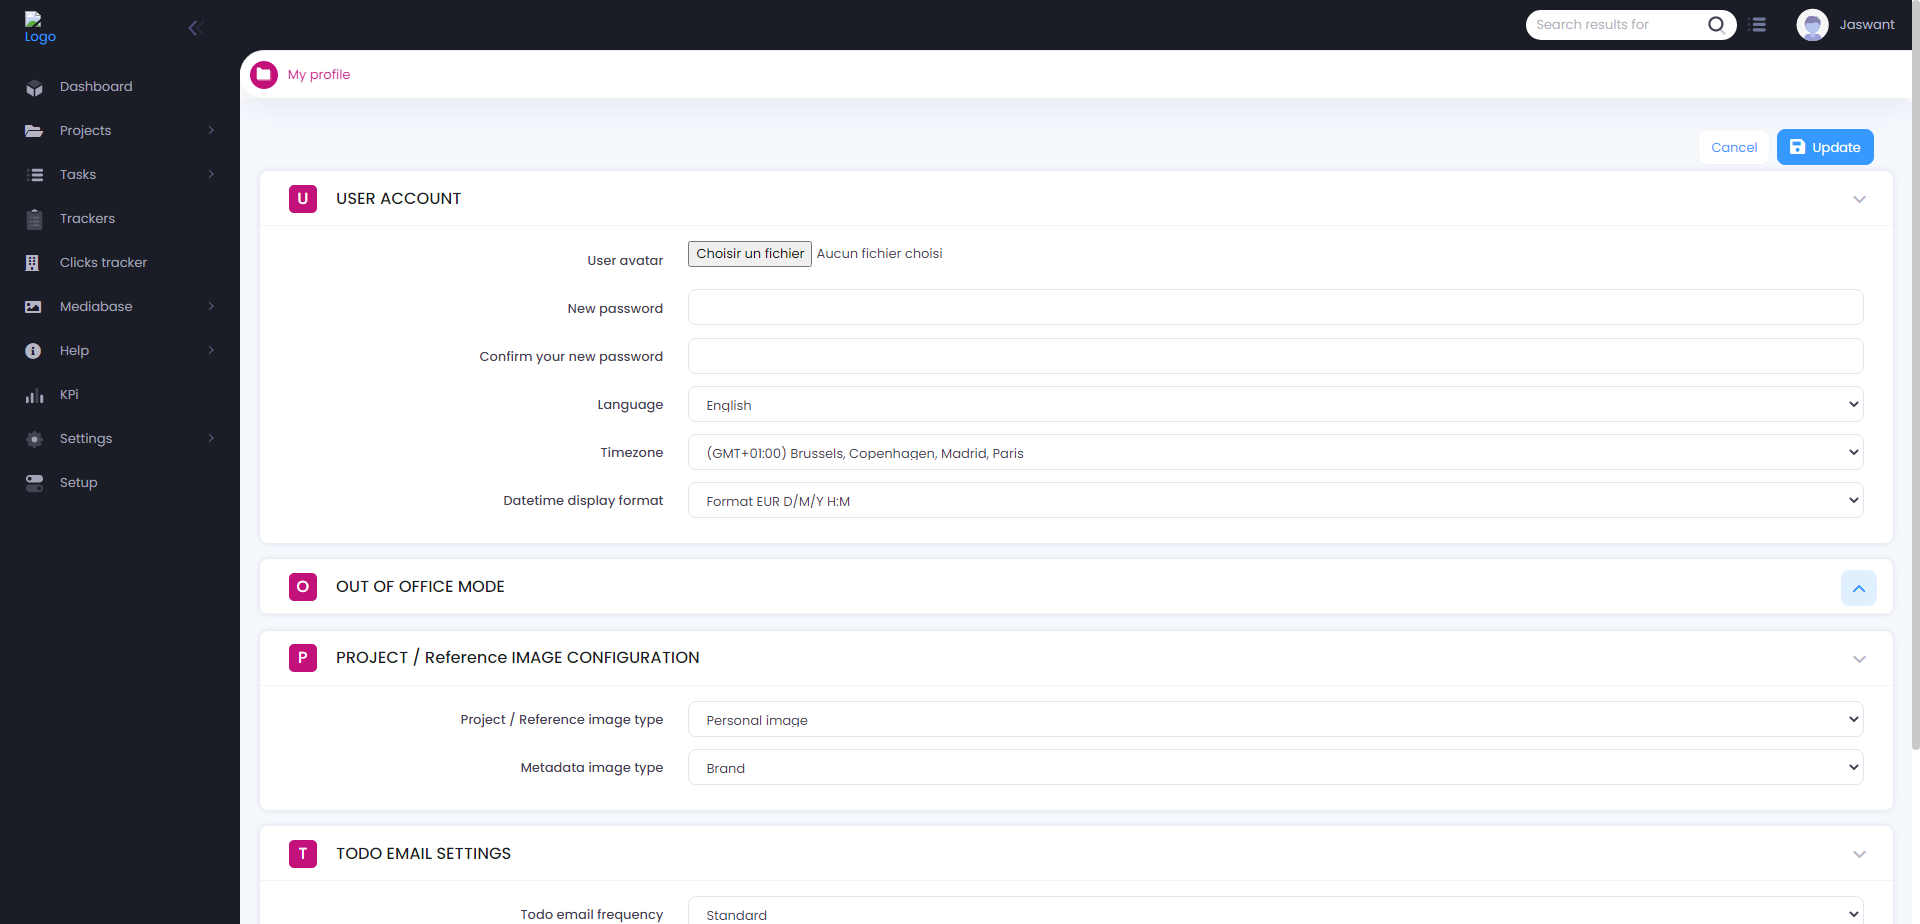 Logo
Search results for
Jaswant
Dashboard
Projects
Tasks
Trackers
Clicks tracker
Mediabase
Help
KPi
Settings
Setup
My profile
Cancel
Update
U USER ACCOUNT
User avatar Choisir un fichier Aucun fichier choisi
New password
Confirm your new password
Language English
Timezone (GMT+01:00) Brussels, Copenhagen, Madrid, Paris
Datetime display format Format EUR D/M/Y H:M
O OUT OF OFFICE MODE
P PROJECT / Reference IMAGE CONFIGURATION
Project / Reference image type Personal image
Metadata image type Brand
T TODO EMAIL SETTINGS
Todo email frequency Standard